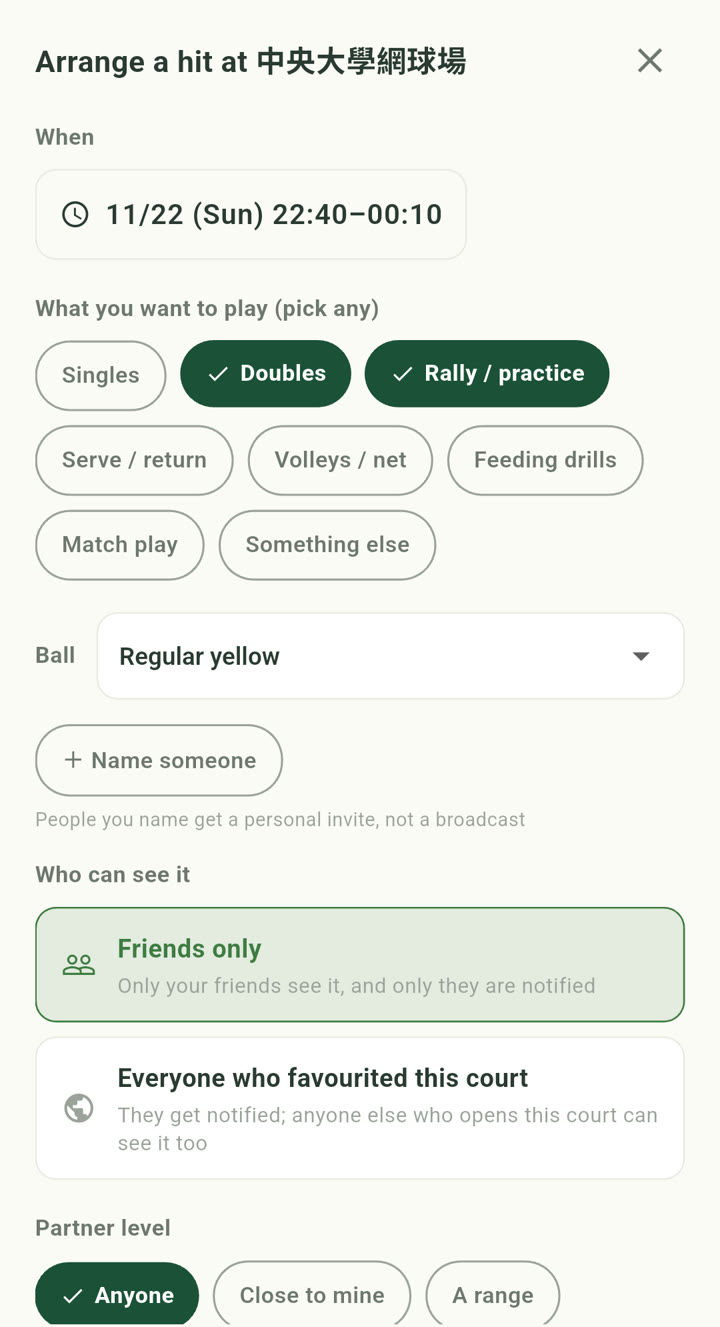 Arrange a hit at 中央大學網球場
When
11/22 (Sun) 22:40–00:10
What you want to play (pick any)
Singles
Doubles
Rally / practice
Serve / return
Volleys / net
Feeding drills
Match play
Something else
Ball
Regular yellow
+ Name someone
People you name get a personal invite, not a broadcast
Who can see it
Friends only
Only your friends see it, and only they are notified
Everyone who favourited this court
They get notified; anyone else who opens this court can
see it too
Partner level
Anyone
Close to mine
A range